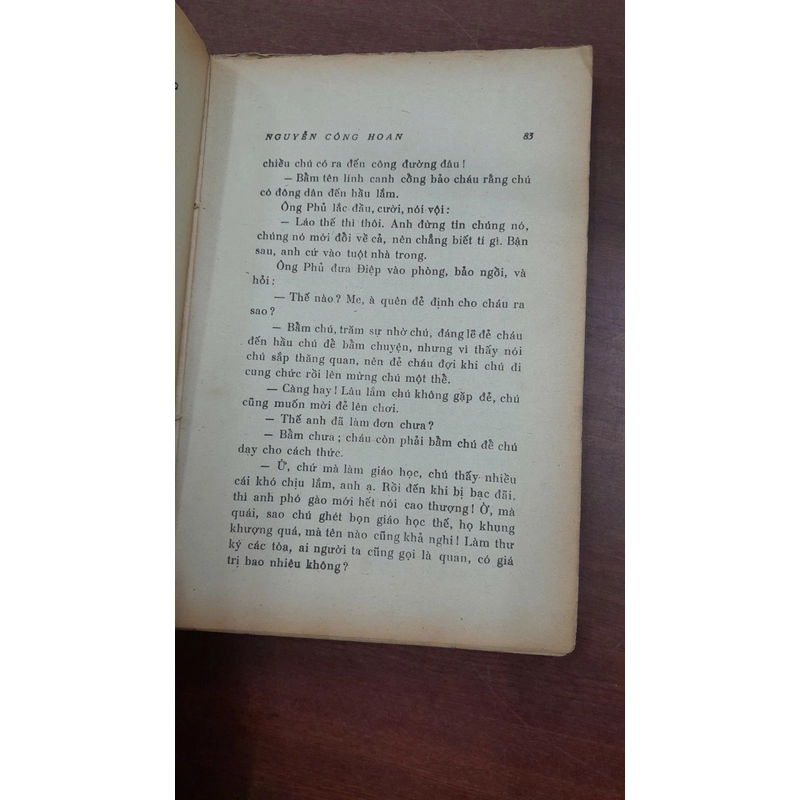 NGUYỄN CÔNG HOAN 83
chiều chú có ra đến công đường đâu !
— Bẩm tên lính canh cổng bảo cháu rằng chú
có đông dân đến hầu lắm.
Ông Phủ lắc đầu, cười, nói vội :
— Láo thế thì thôi. Anh đừng tin chúng nó,
chúng nó mới đổi về cả, nên chẳng biết tí gì. Bận
sau, anh cứ vào tuột nhà trong.
Ông Phủ đưa Điệp vào phòng, bảo ngồi, và
hỏi :
— Thế nào ? Me, à quên đẻ định cho cháu ra
sao ?
— Bẩm chú, trăm sự nhờ chú, đáng lẽ đẻ cháu
đến hầu chú để bẩm chuyện, nhưng vì thấy nói
chú sắp thăng quan, nên đẻ cháu đợi khi chú đi
cung chức rồi lên mừng chú một thể.
— Càng hay ! Lâu lắm chú không gặp đẻ, chú
cũng muốn mời đẻ lên chơi.
— Thế anh đã làm đơn chưa ?
— Bẩm chưa ; cháu còn phải bẩm chú để chú
dạy cho cách thức.
— Ử, chứ mà làm giáo học, chú thấy nhiều
cái khó chịu lắm, anh ạ. Rồi đến khi bị bạc đãi,
thì anh phó gào mới hết nói cao thượng ! Ờ, mà
quái, sao chú ghét bọn giáo học thế, họ khung
khượng quá, mà tên nào cũng khả nghi ! Làm thư
ký các tòa, ai người ta cũng gọi là quan, có giá
trị bao nhiêu không ?